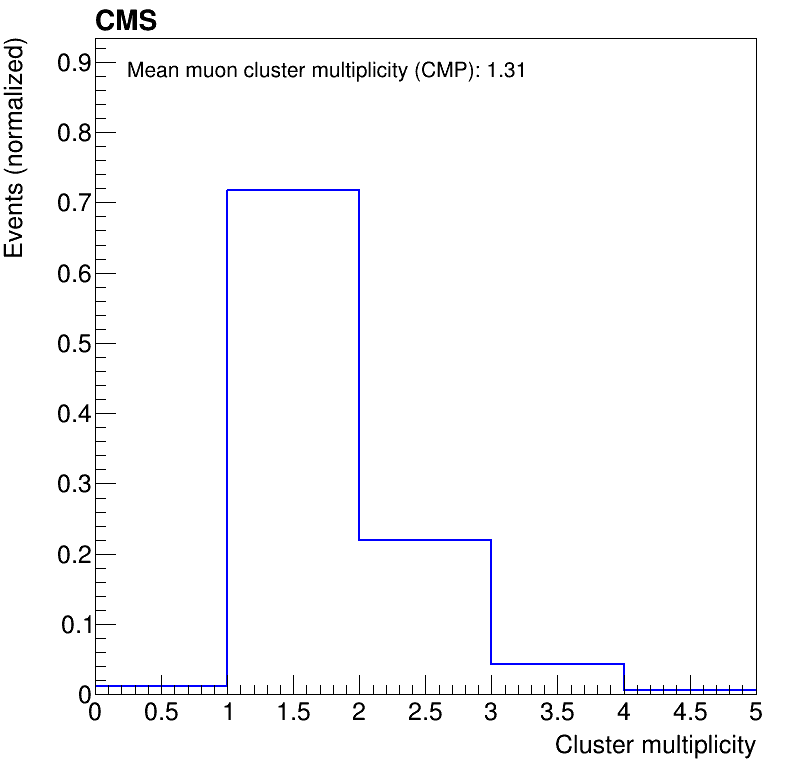 CMS
Events (normalized)
Mean muon cluster multiplicity (CMP): 1.31
0.9
0.8
0.7
0.6
0.5
0.4
0.3
0.2
0.1
0
0 0.5 1 1.5 2 2.5 3 3.5 4 4.5 5
Cluster multiplicity